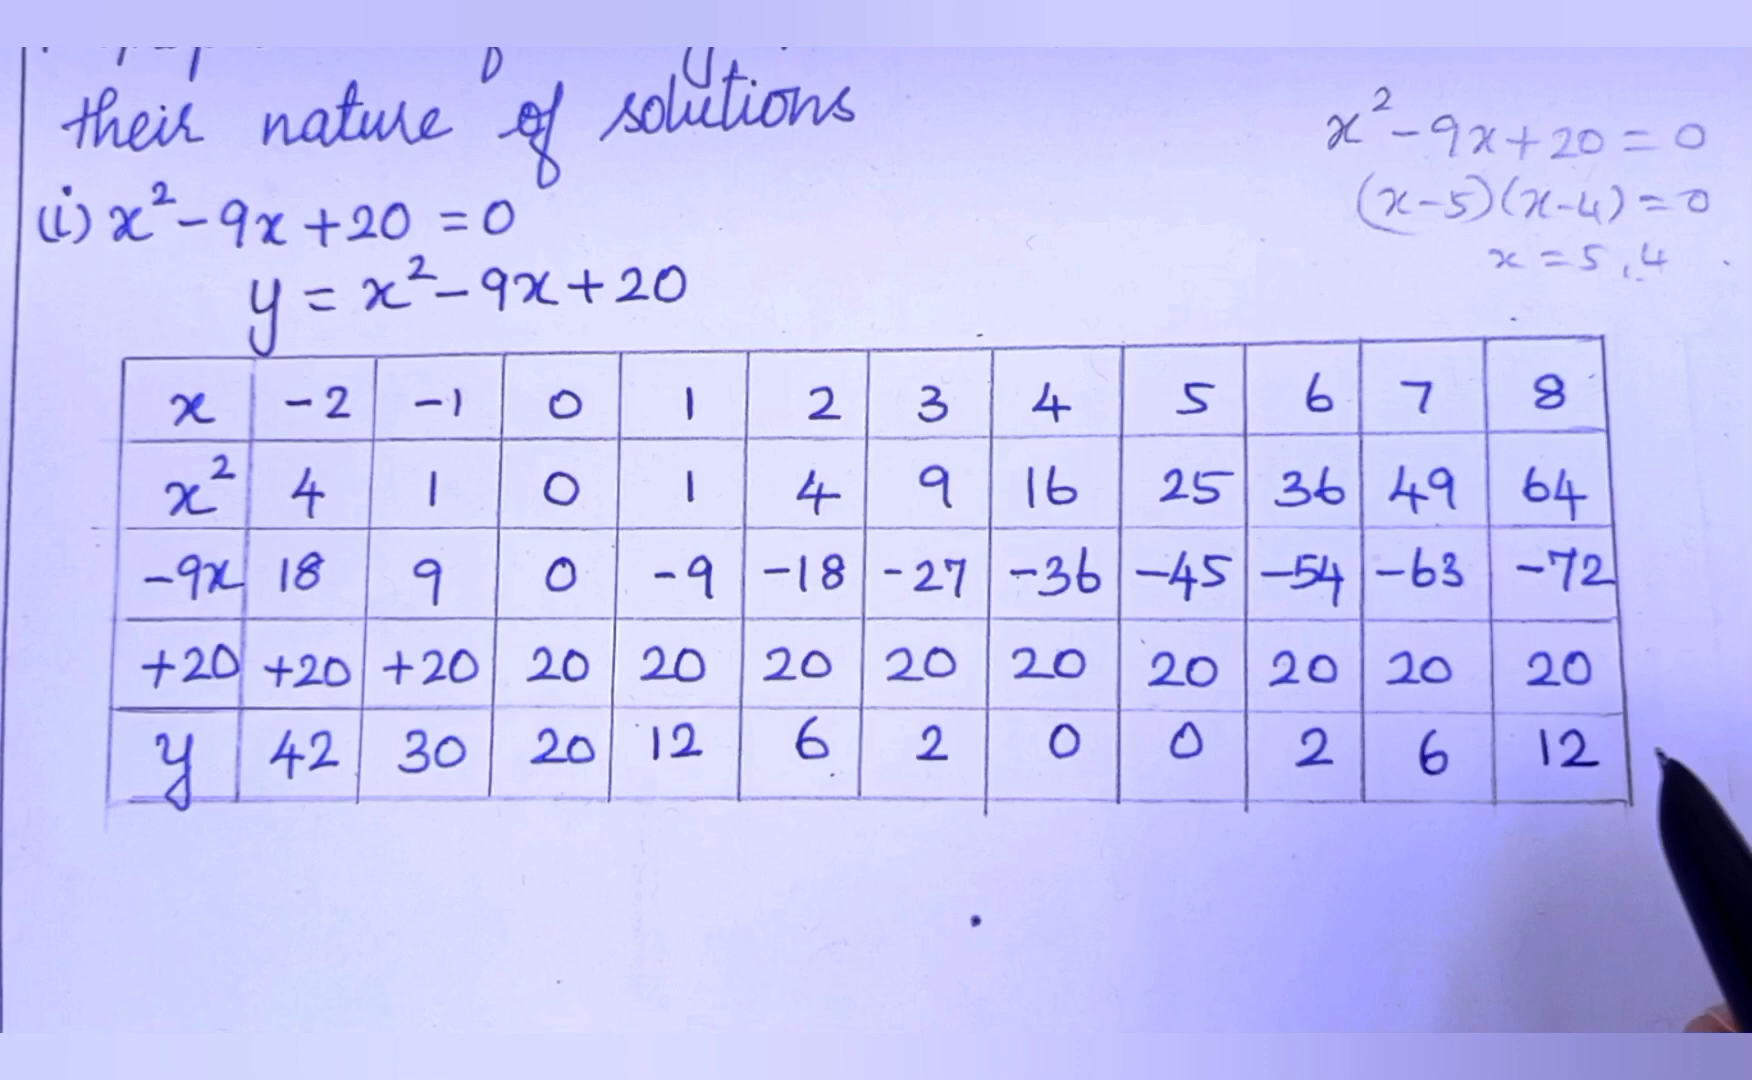 their nature of solutions
(i) x²-9x+20=0
y=x²-9x+20
x²-9x+20=0
(x-5)(x-4)=0
x=5,4
x -2 -1 0 1 2 3 4 5 6 7 8
x² 4 1 0 1 4 9 16 25 36 49 64
-9x 18 9 0 -9 -18 -27 -36 -45 -54 -63 -72
+20 +20 +20 20 20 20 20 20 20 20 20 20
y 42 30 20 12 6 2 0 0 2 6 12